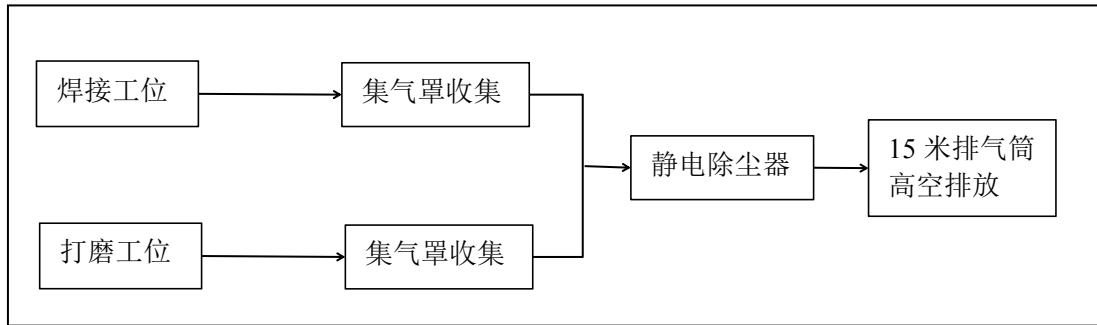 焊接工位
集气罩收集
静电除尘器
15 米排气筒
高空排放
打磨工位
集气罩收集